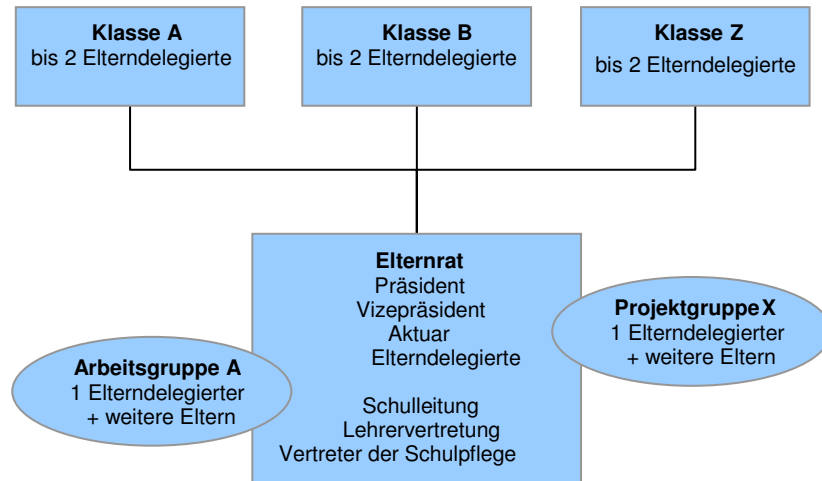 Klasse A
bis 2 Elterndelegierte
Klasse B
bis 2 Elterndelegierte
Klasse Z
bis 2 Elterndelegierte
Elternrat
Präsident
Vizepräsident
Aktuar
Elterndelegierte
Schulleitung
Lehrervertretung
Vertreter der Schulpflege
Arbeitsgruppe A
1 Elterndelegierter
+ weitere Eltern
Projektgruppe X
1 Elterndelegierter
+ weitere Eltern